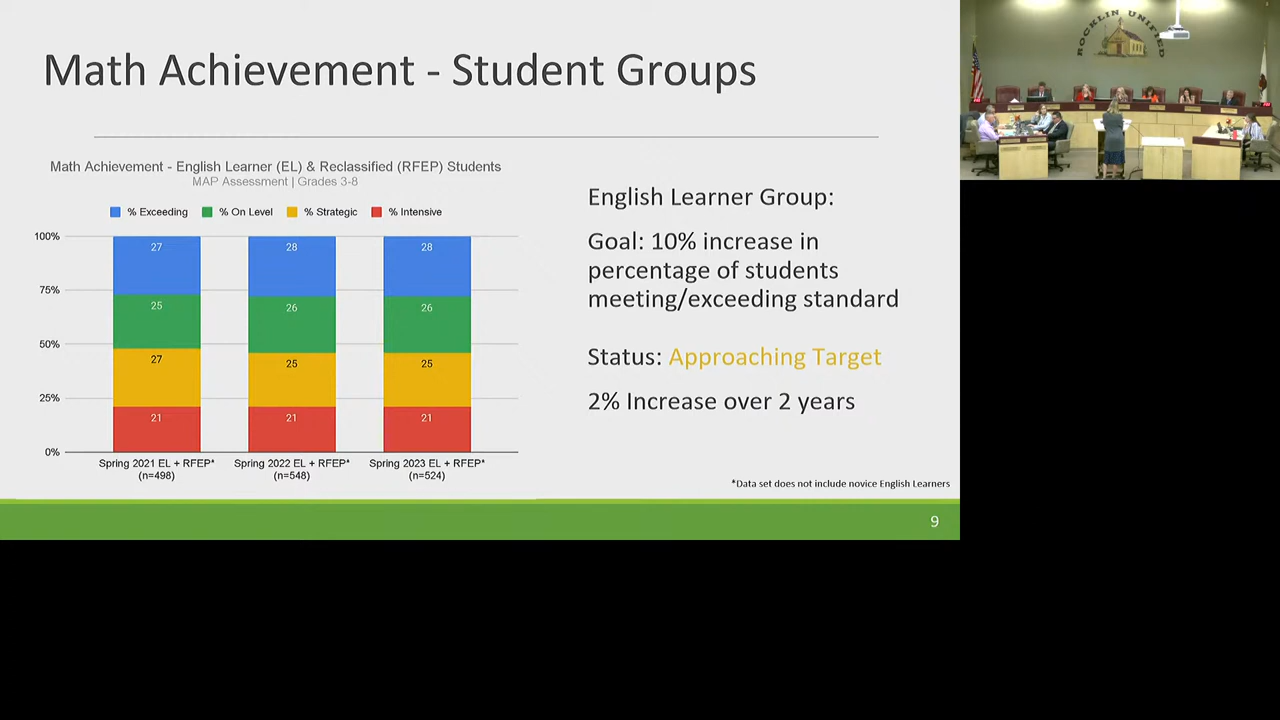 Math Achievement - Student Groups
Math Achievement - English Learner (EL) & Reclassified (RFEP) Students
MAP Assessment | Grades 3-8
% Exceeding % On Level % Strategic % Intensive
100%
75%
50%
25%
0%
27 28 28
25 26 26
27 25 25
21 21 21
Spring 2021 EL + RFEP* Spring 2022 EL + RFEP* Spring 2023 EL + RFEP*
(n=498) (n=548) (n=524)
English Learner Group:
Goal: 10% increase in
percentage of students
meeting/exceeding standard
Status: Approaching Target
2% Increase over 2 years
*Data set does not include novice English Learners
9
ROCKLIN UNIFIED